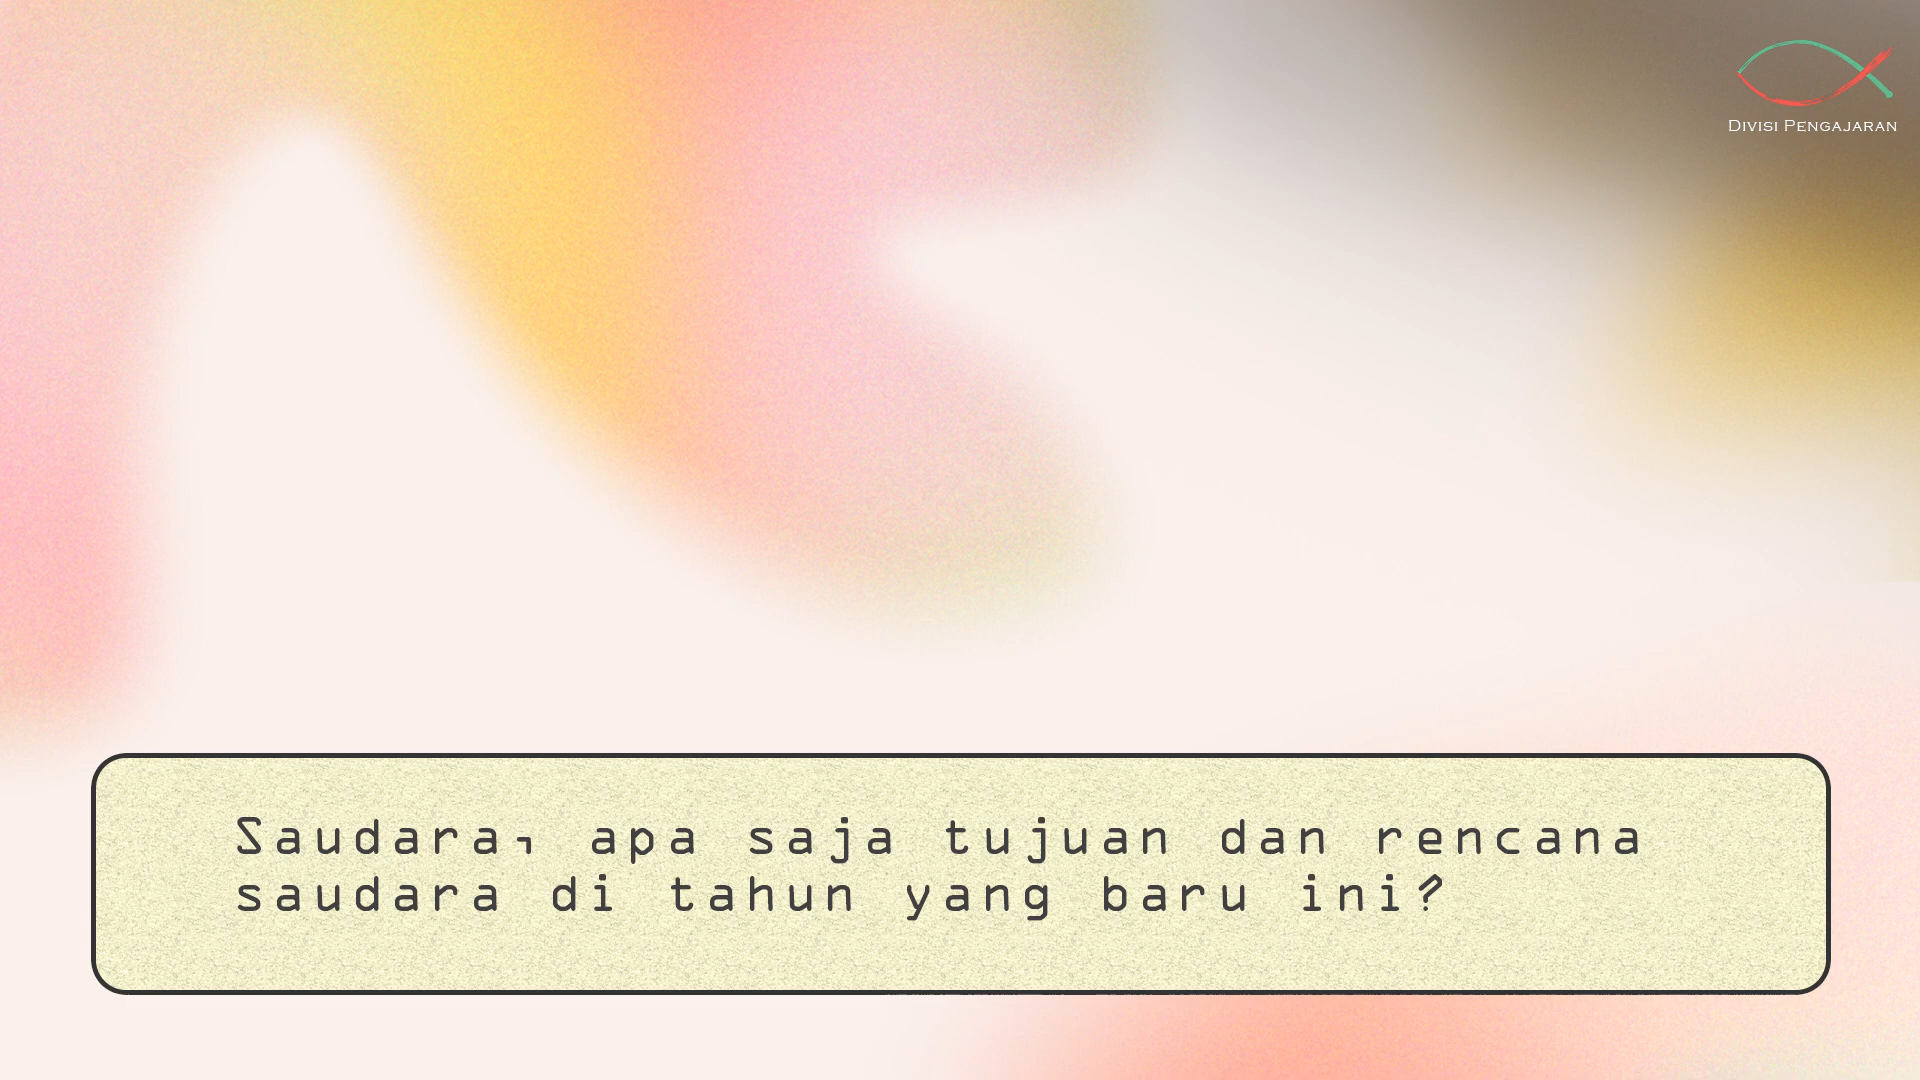 DIVISI PENGAJARAN
Saudara, apa saja tujuan dan rencana
saudara di tahun yang baru ini?